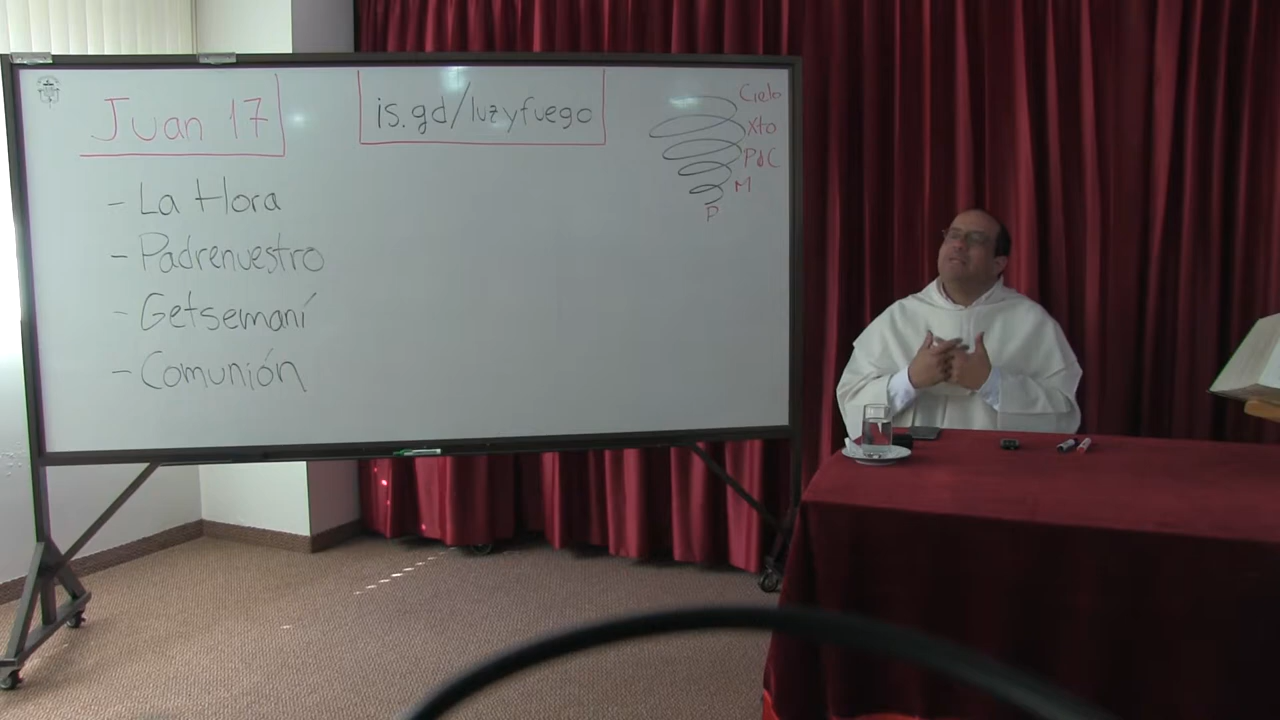 Juan 17
is.gd/luzyfuego
- La Hora
- Padrenuestro
- Getsemaní
- Comunión
Cielo
Xto
PdC
M
P